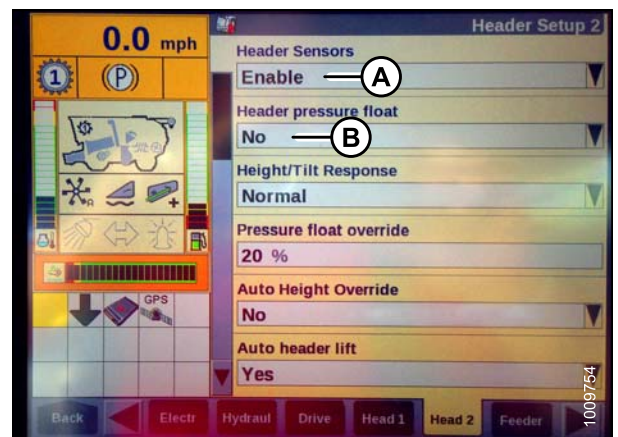 Header Setup 2
0.0 mph
1
(P)
Header Sensors
Enable
A
Header pressure float
No
B
Height/Tilt Response
Normal
A
+
Pressure float override
20 %
GPS
Auto Height Override
No
Auto header lift
Yes
Back
Electr
Hydraul
Drive
Head 1
Head 2
Feeder
1009754